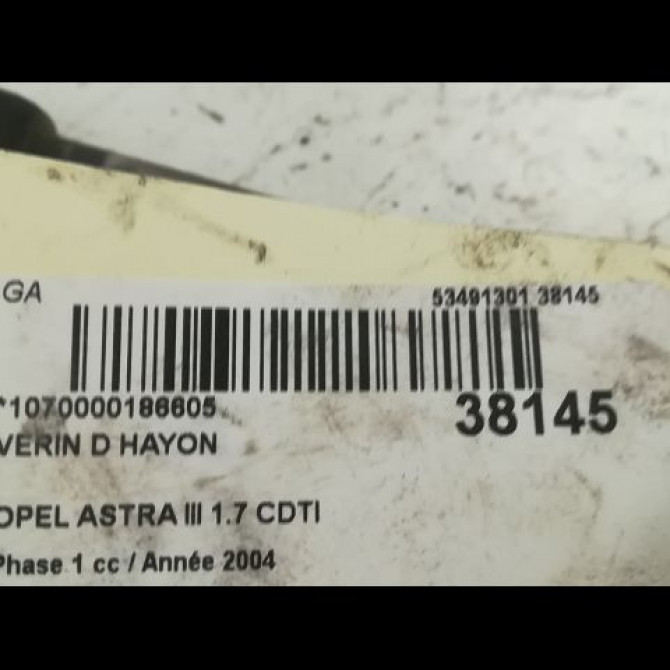 GA
53491301 38145
*1070000186605
38145
VERIN D HAYON
OPEL ASTRA III 1.7 CDTI
Phase 1 cc / Année 2004